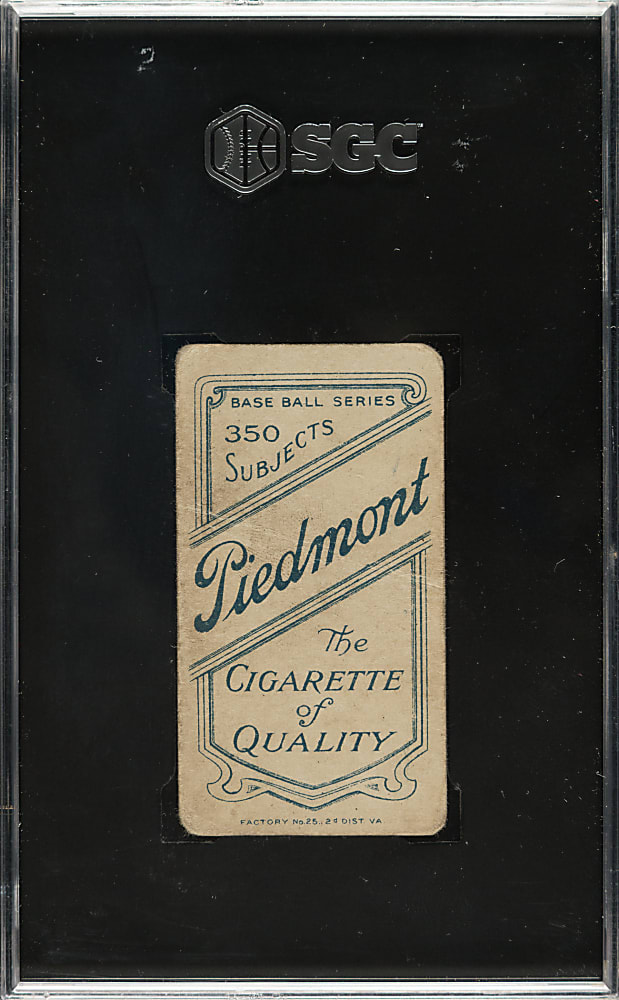 SGC
BASE BALL SERIES
350
SUBJECTS
Piedmont
The
CIGARETTE
of
QUALITY
FACTORY No. 25., 2d DIST. VA